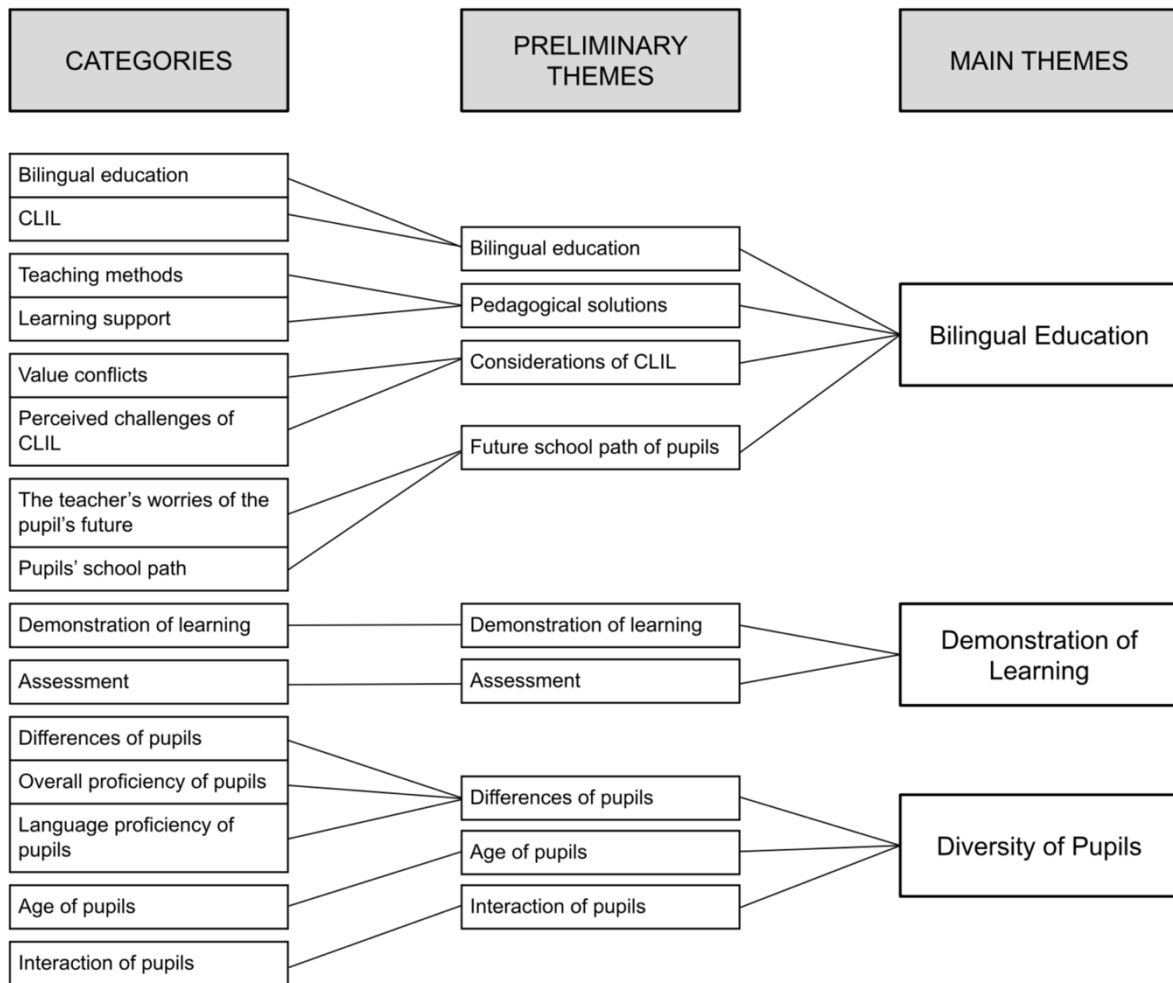 CATEGORIES
PRELIMINARY
THEMES
MAIN THEMES
Bilingual education
CLIL
Teaching methods
Learning support
Value conflicts
Perceived challenges of
CLIL
The teacher's worries of the
pupil's future
Pupils' school path
Demonstration of learning
Assessment
Differences of pupils
Overall proficiency of pupils
Language proficiency of
pupils
Age of pupils
Interaction of pupils
Bilingual education
Pedagogical solutions
Considerations of CLIL
Future school path of pupils
Demonstration of learning
Assessment
Differences of pupils
Age of pupils
Interaction of pupils
Bilingual Education
Demonstration of
Learning
Diversity of Pupils